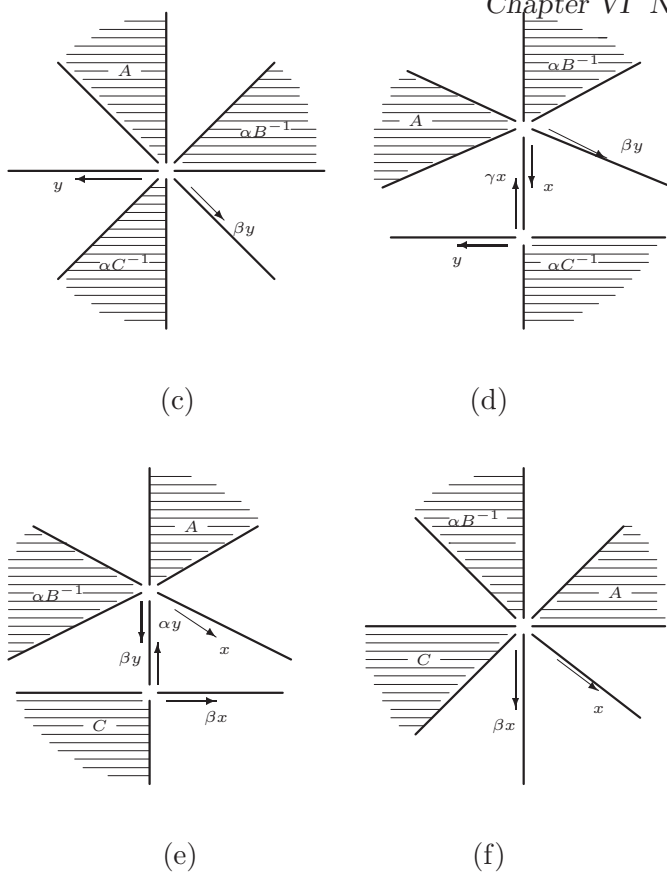 Chapter VI N
A
αB⁻¹
y
βy
αC⁻¹
(c)
αB⁻¹
A
βy
γx
x
y
αC⁻¹
(d)
A
αB⁻¹
αy
βy
x
βx
C
(e)
αB⁻¹
A
C
x
βx
(f)